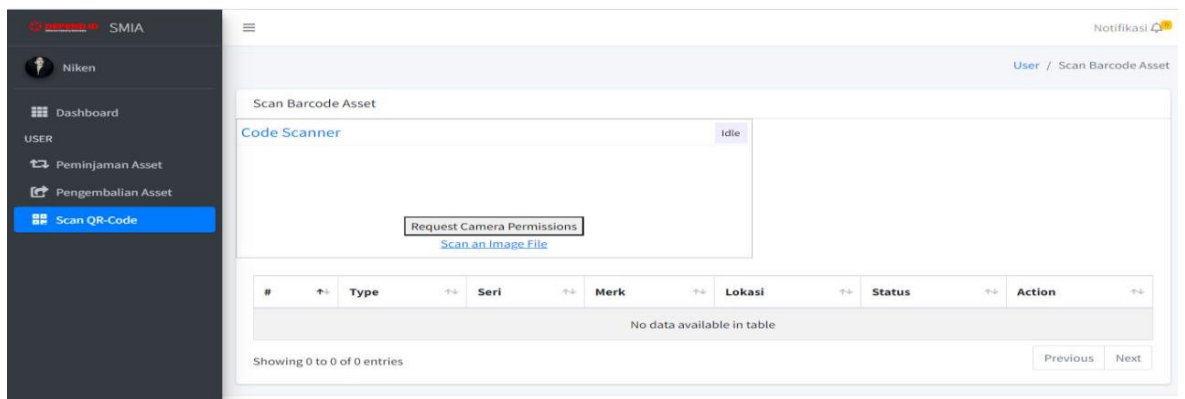 SMIA
Notifikasi
Niken
User / Scan Barcode Asset
Dashboard
USER
Peminjaman Asset
Pengembalian Asset
Scan QR-Code
Scan Barcode Asset
Code Scanner
Idle
Request Camera Permissions
Scan an Image File
# Type Seri Merk Lokasi Status Action
No data available in table
Showing 0 to 0 of 0 entries
Previous Next